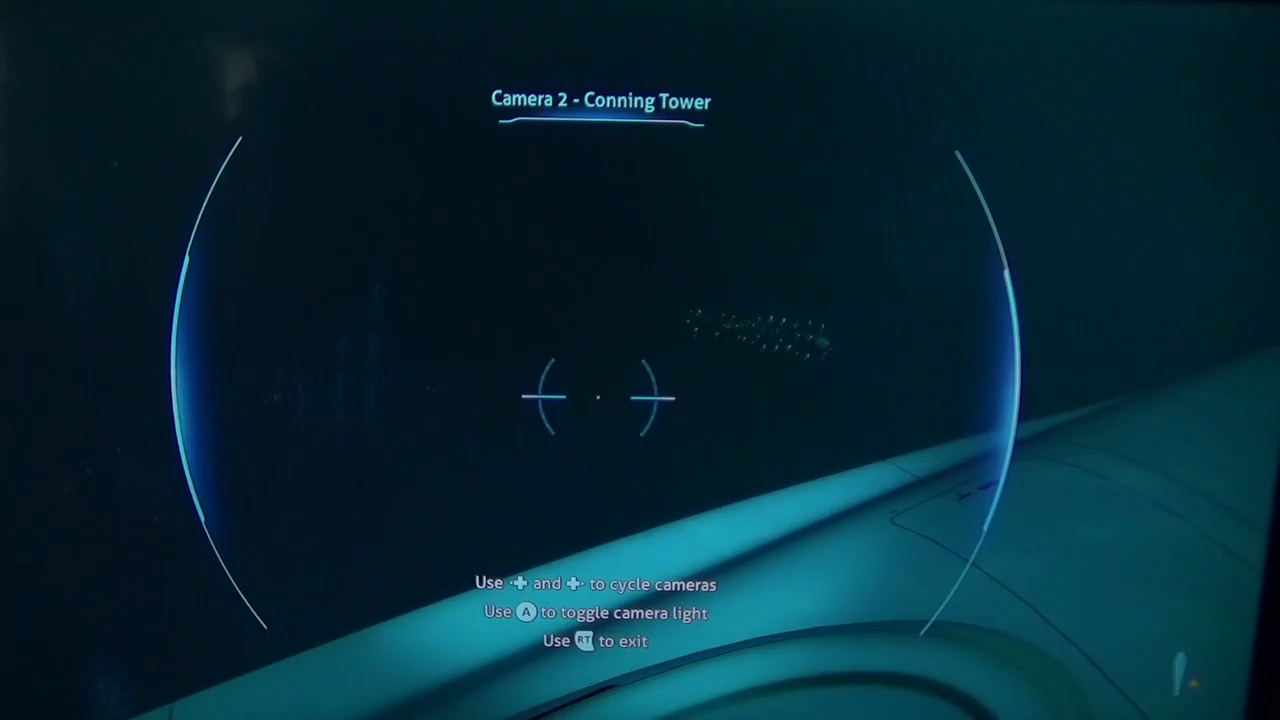 Camera 2 - Conning Tower
Use and to cycle cameras
Use A to toggle camera light
Use RT to exit